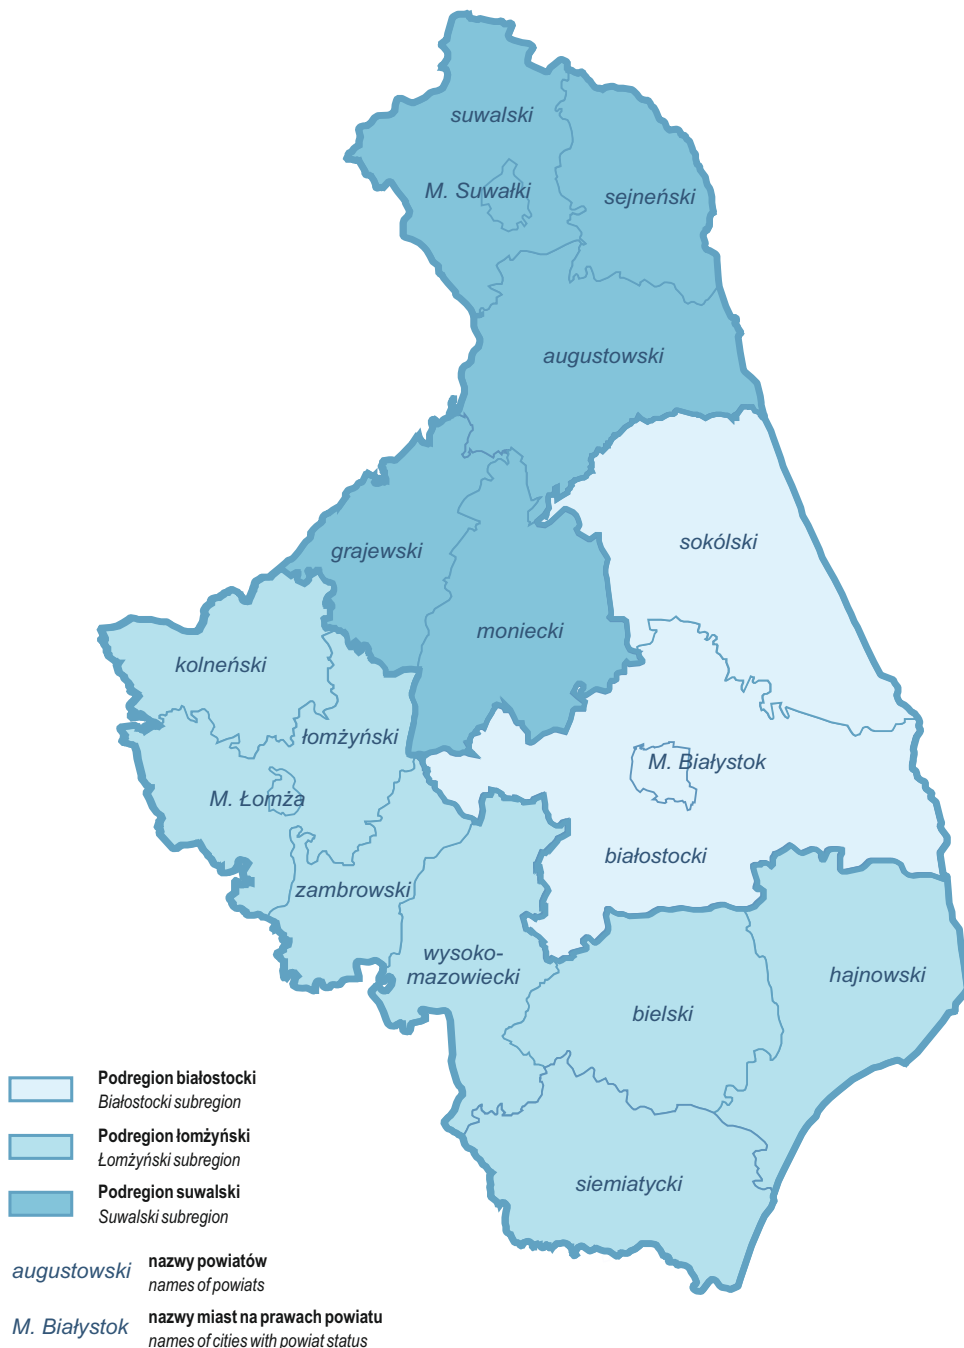 suwalski
M. Suwałki
sejneński
augustowski
sokólski
grajewski
moniecki
kolneński
łomżyński
M. Białystok
M. Łomża
białostocki
zambrowski
wysoko-
mazowiecki
hajnowski
bielski
siemiatycki
Podregion białostocki
Białostocki subregion
Podregion łomżyński
Łomżyński subregion
Podregion suwalski
Suwalski subregion
augustowski
nazwy powiatów
names of powiats
M. Białystok
nazwy miast na prawach powiatu
names of cities with powiat status